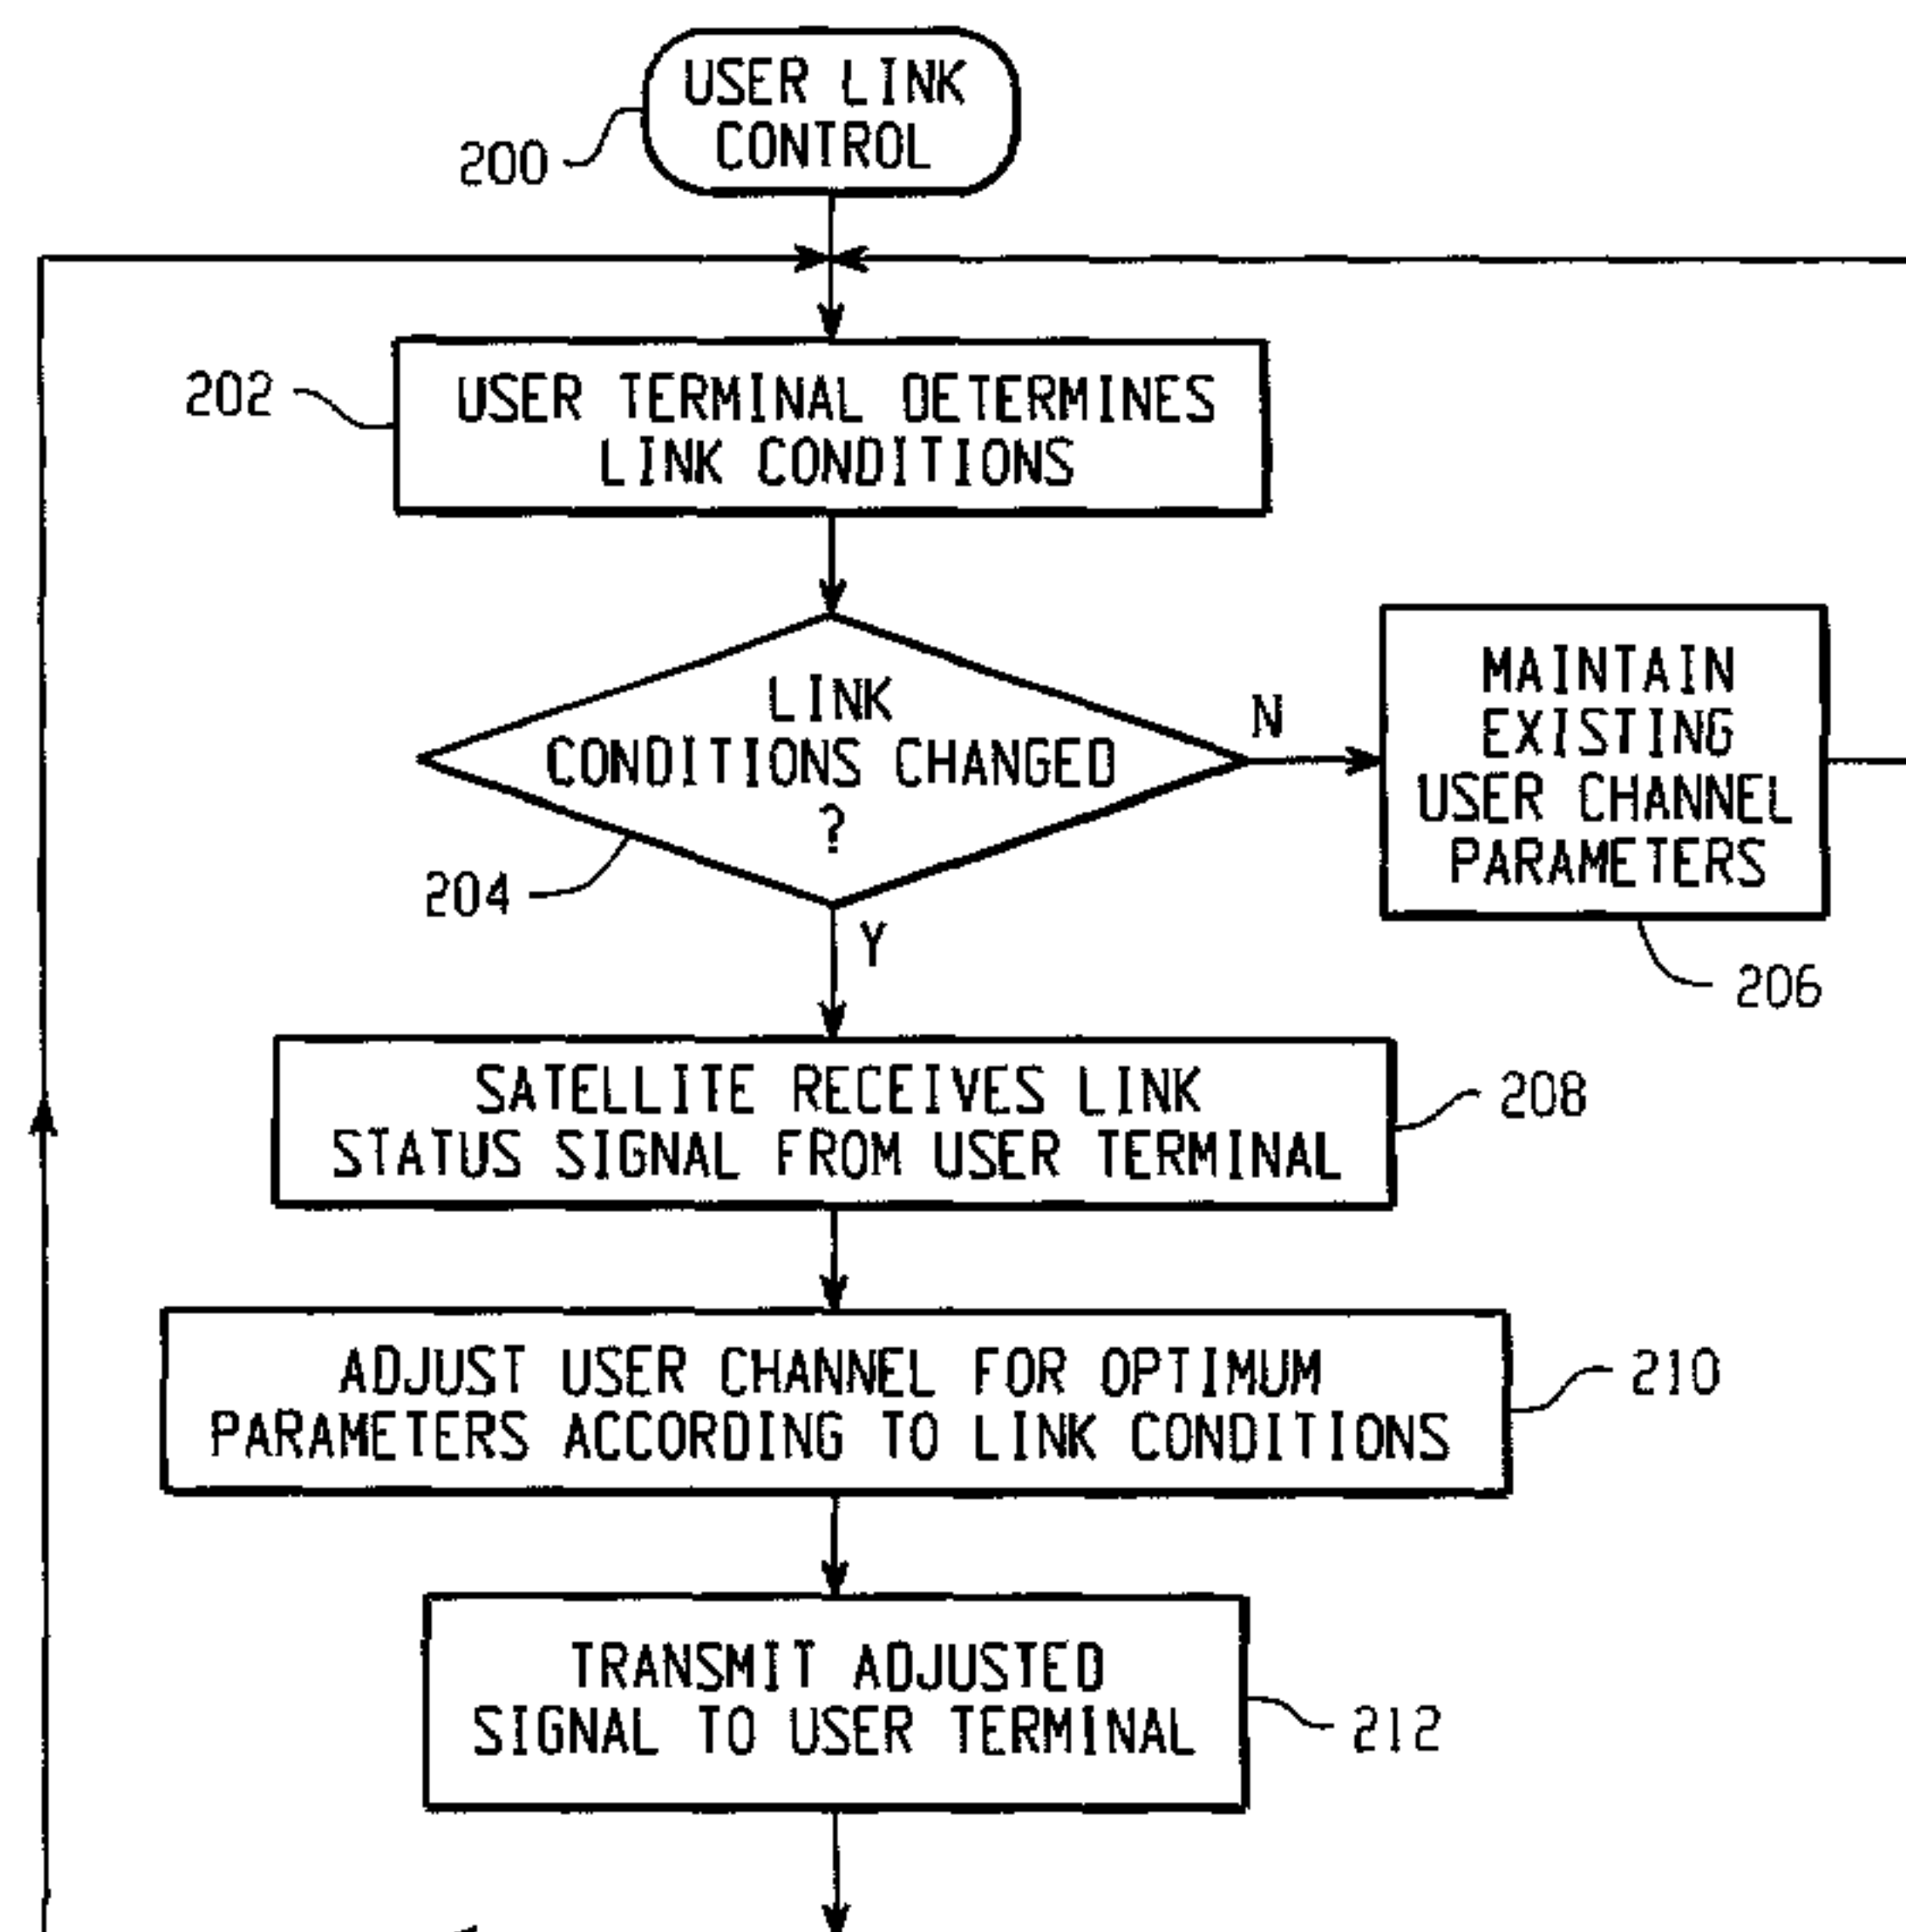 USER LINK
CONTROL
200
202
USER TERMINAL DETERMINES
LINK CONDITIONS
LINK
CONDITIONS CHANGED
?
N
204
Y
MAINTAIN
EXISTING
USER CHANNEL
PARAMETERS
206
SATELLITE RECEIVES LINK
STATUS SIGNAL FROM USER TERMINAL
208
ADJUST USER CHANNEL FOR OPTIMUM
PARAMETERS ACCORDING TO LINK CONDITIONS
210
TRANSMIT ADJUSTED
SIGNAL TO USER TERMINAL
212